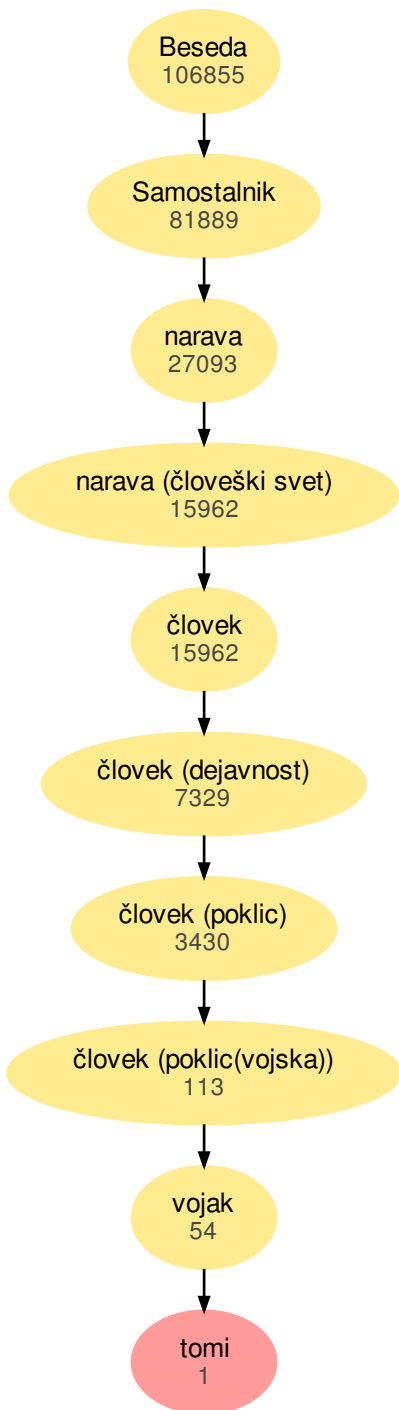 Beseda
106855
Samostalnik
81889
narava
27093
narava (človeški svet)
15962
človek
15962
človek (dejavnost)
7329
človek (poklic)
3430
človek (poklic(vojska))
113
vojak
54
tomi
1